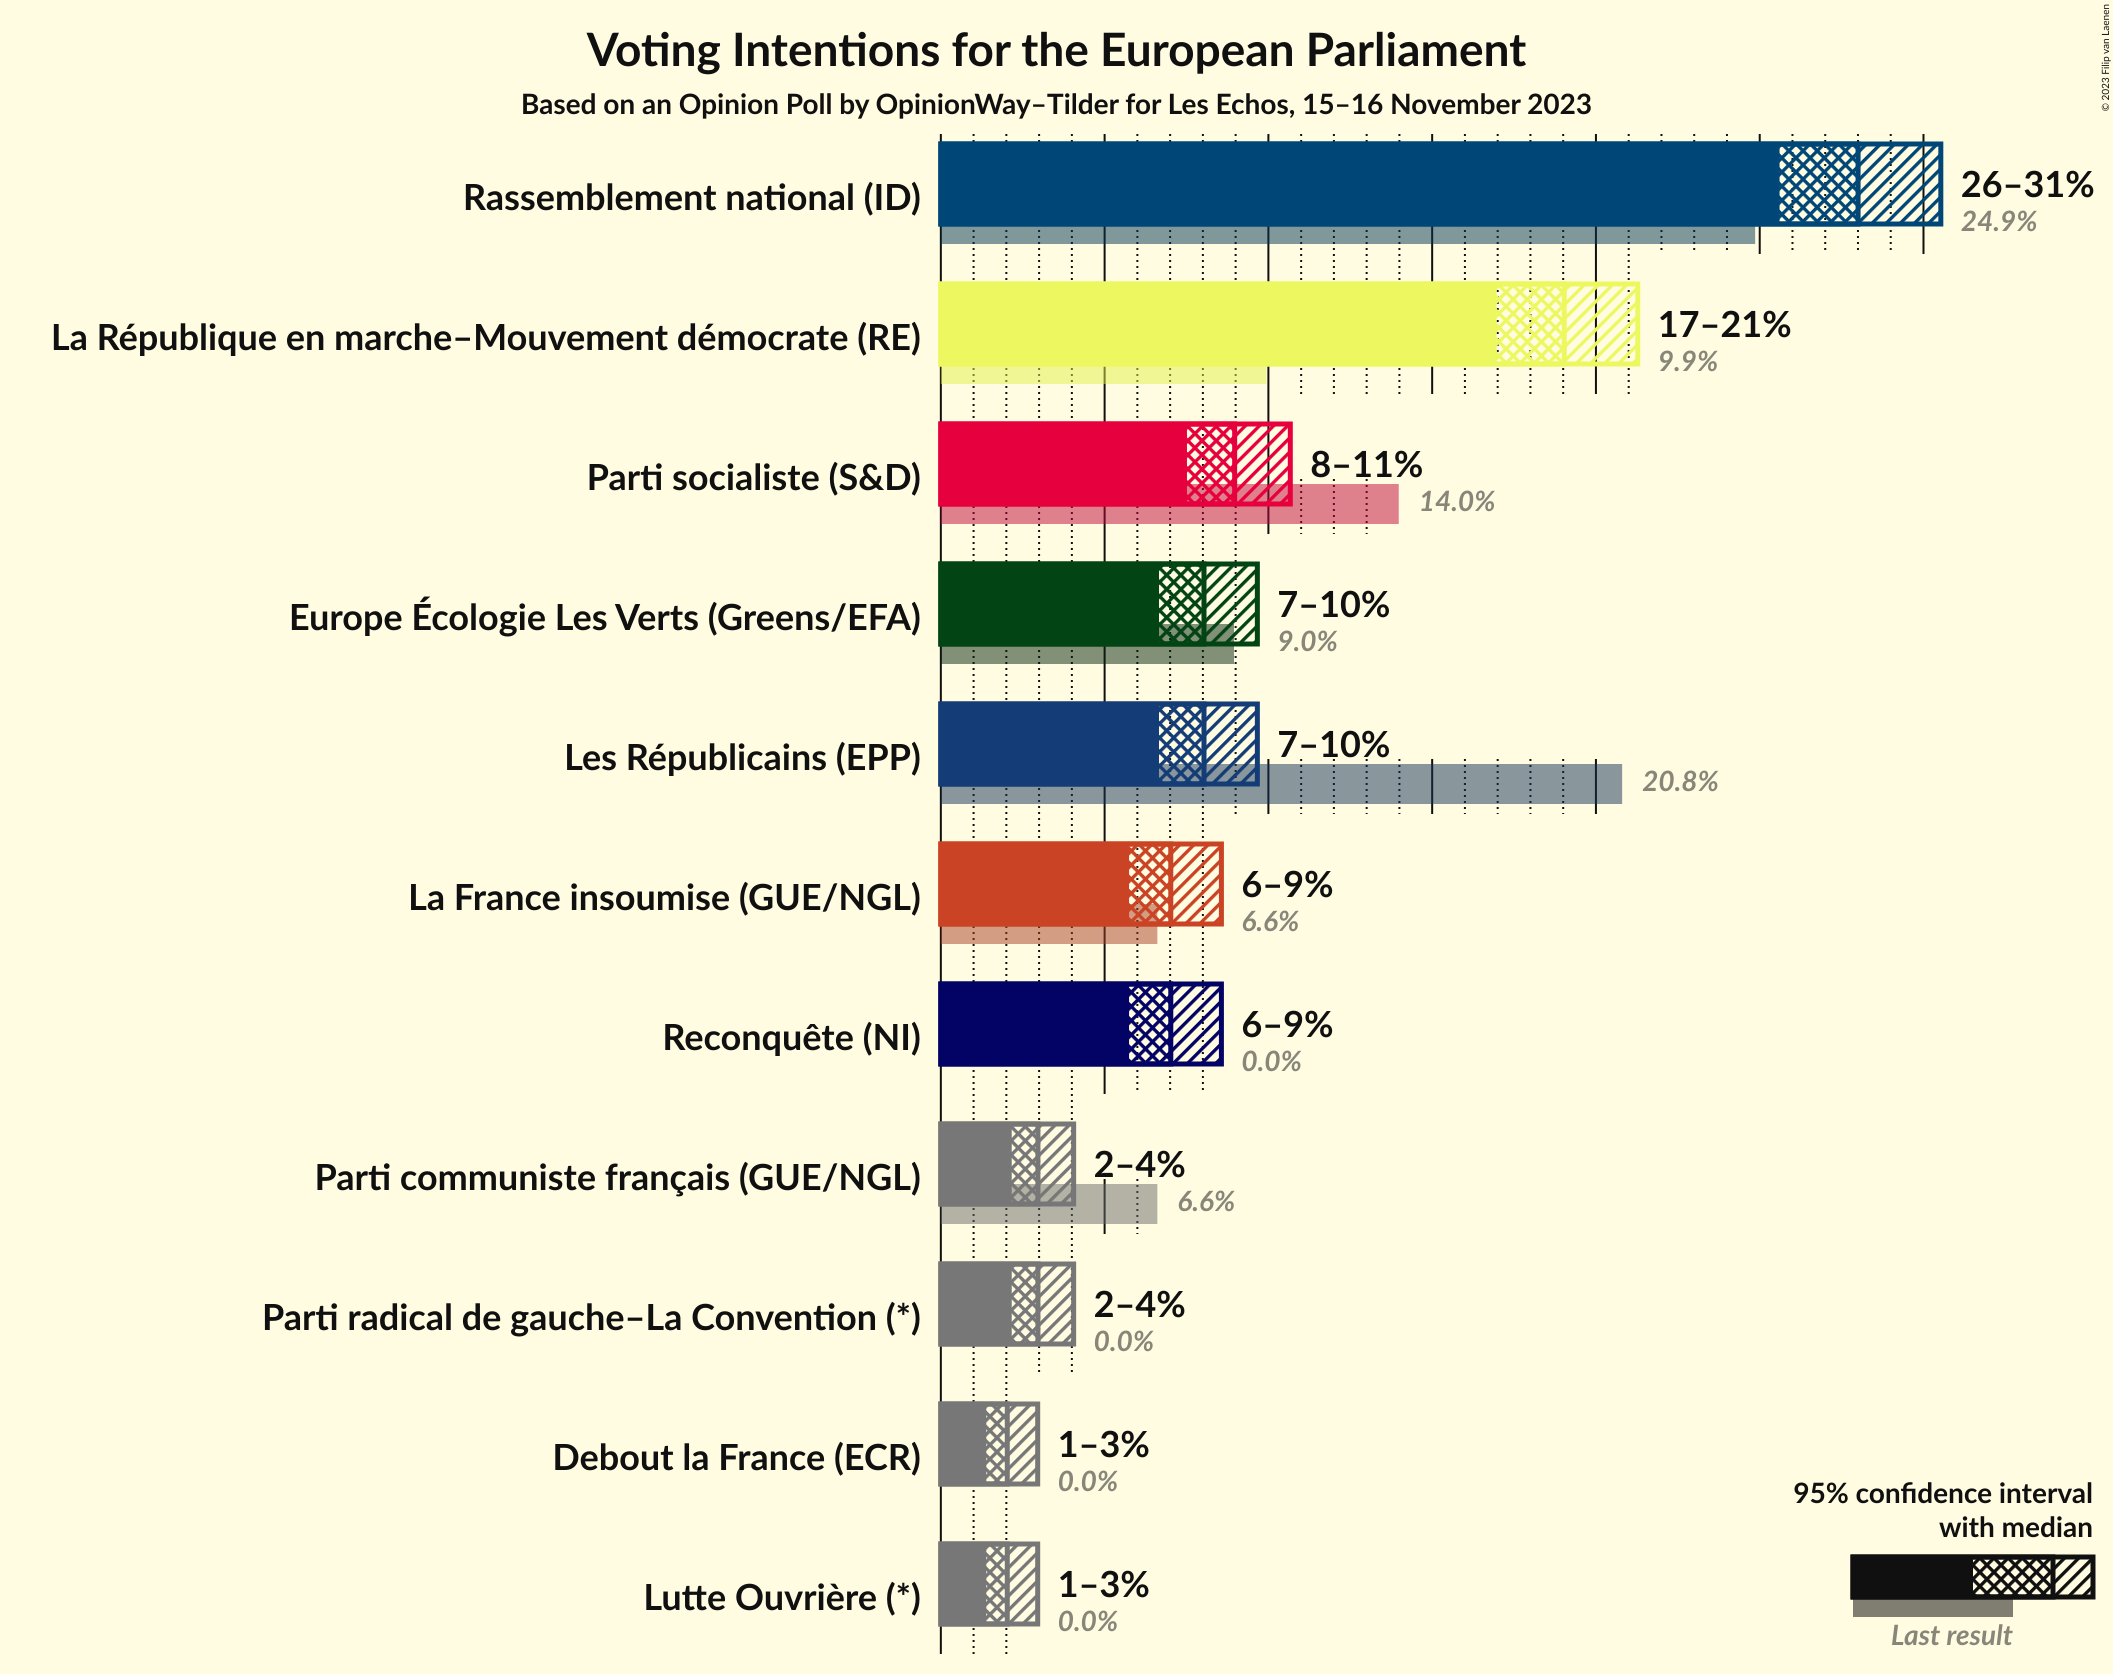 Voting Intentions for the European Parliament
Based on an Opinion Poll by OpinionWay–Tilder for Les Echos, 15–16 November 2023
© 2023 Filip van Laenen
Rassemblement national (ID)
26–31%
24.9%
La République en marche–Mouvement démocrate (RE)
17–21%
9.9%
Parti socialiste (S&D)
8–11%
14.0%
Europe Écologie Les Verts (Greens/EFA)
7–10%
9.0%
Les Républicains (EPP)
7–10%
20.8%
La France insoumise (GUE/NGL)
6–9%
6.6%
Reconquête (NI)
6–9%
0.0%
Parti communiste français (GUE/NGL)
2–4%
6.6%
Parti radical de gauche–La Convention (*)
2–4%
0.0%
Debout la France (ECR)
1–3%
0.0%
Lutte Ouvrière (*)
1–3%
0.0%
95% confidence interval
with median
Last result